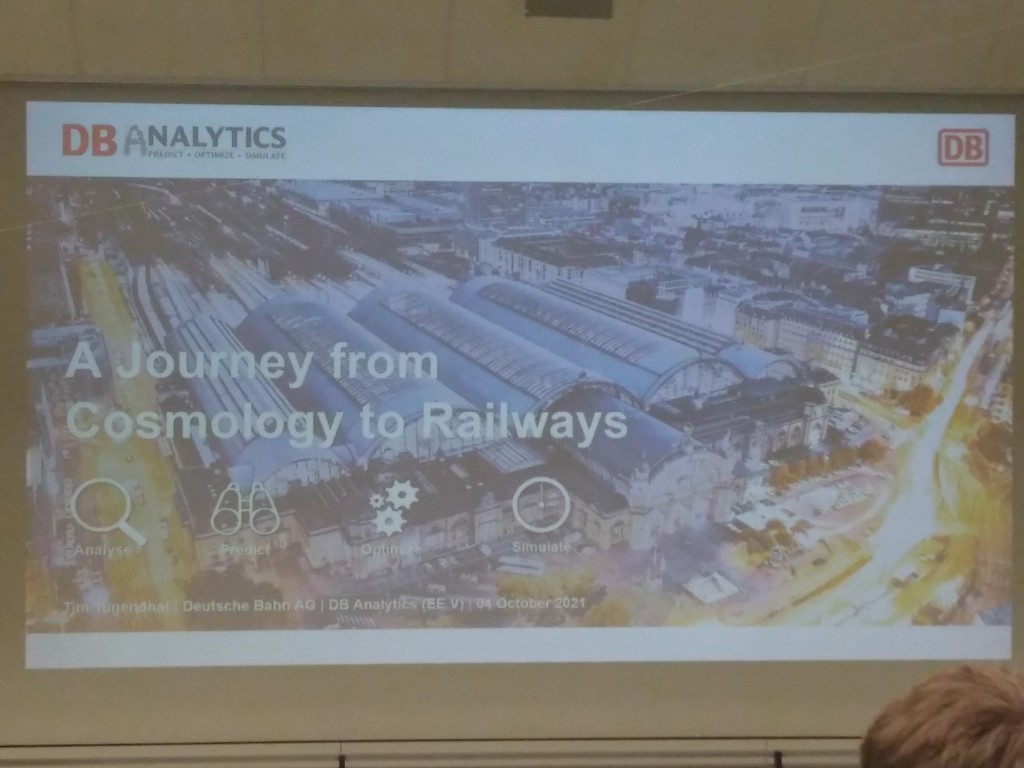 DB ANALYTICS
PREDICT • OPTIMIZE • SIMULATE
DB
A Journey from
Cosmology to Railways
Analyse Predict Optimize Simulate
Tim Tugendhat | Deutsche Bahn AG | DB Analytics (EE.V) | 04 October 2021